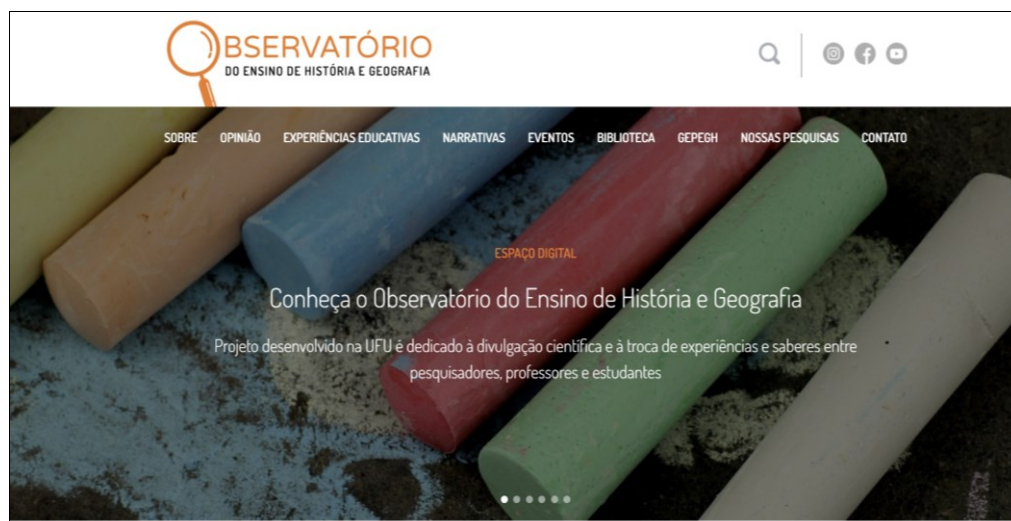 OBSERVATÓRIO
DO ENSINO DE HISTÓRIA E GEOGRAFIA
SOBRE OPINIÃO EXPERIÊNCIAS EDUCATIVAS NARRATIVAS EVENTOS BIBLIOTECA GEPEGH NOSSAS PESQUISAS CONTATO
ESPAÇO DIGITAL
Conheça o Observatório do Ensino de História e Geografia
Projeto desenvolvido na UFU é dedicado à divulgação científica e à troca de experiências e saberes entre
pesquisadores, professores e estudantes